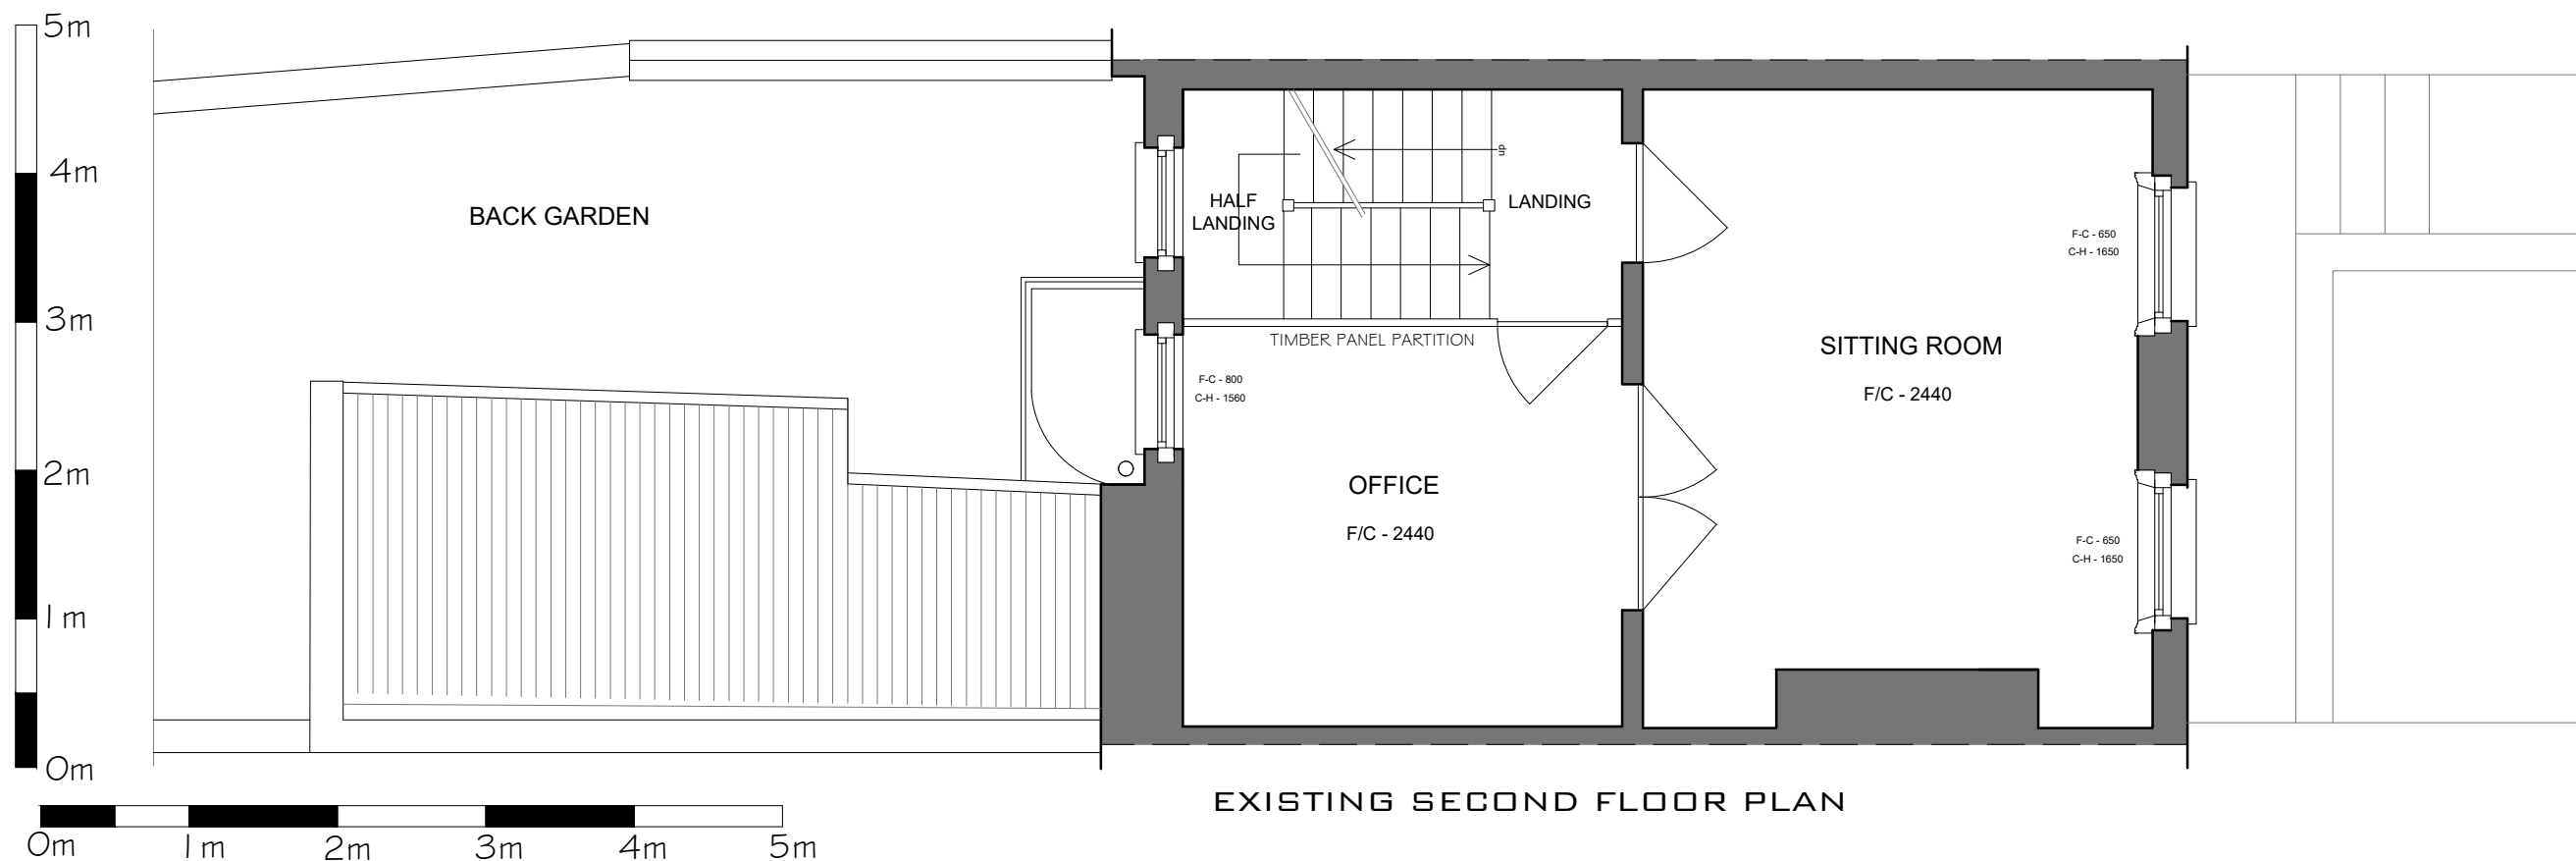 5m
4m
3m
2m
1m
0m
0m
1m
2m
3m
4m
5m
BACK GARDEN
HALF
LANDING
up
LANDING
TIMBER PANEL PARTITION
F-C - 800
C-H - 1560
OFFICE
F/C - 2440
SITTING ROOM
F/C - 2440
F-C - 650
C-H - 1650
F-C - 650
C-H - 1650
EXISTING SECOND FLOOR PLAN